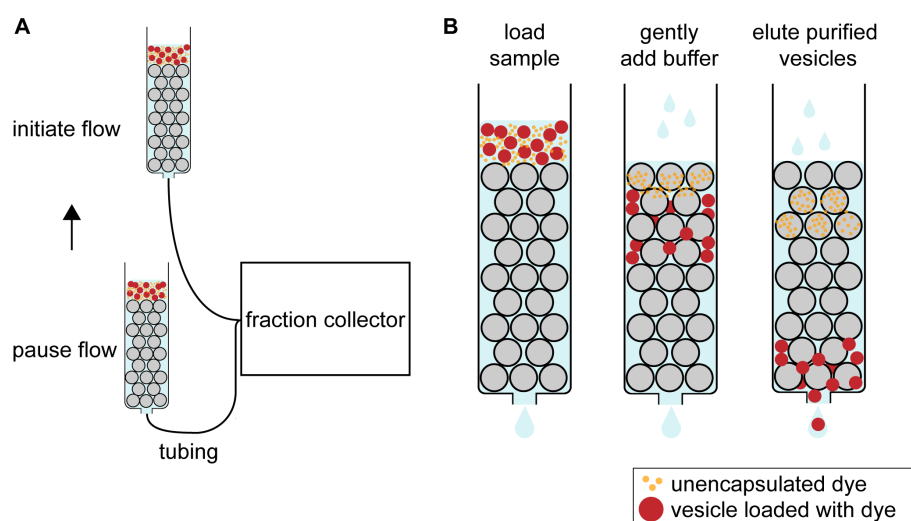 A
initiate flow
pause flow
tubing
fraction collector
B
load
sample
gently
add buffer
elute purified
vesicles
unencapsulated dye
vesicle loaded with dye